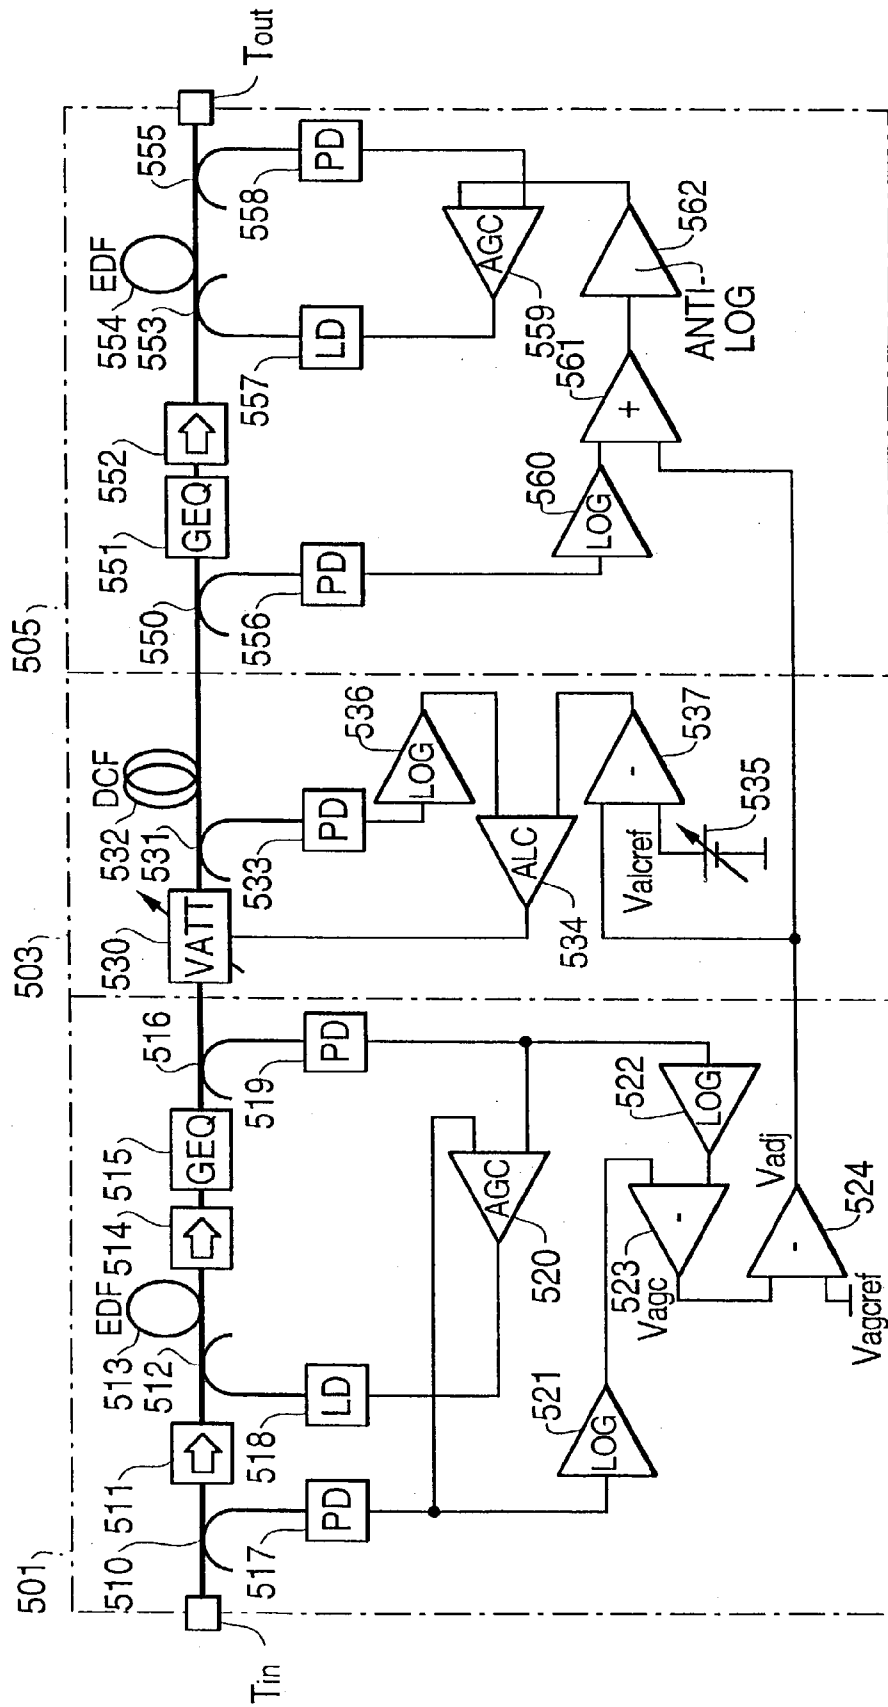 501
503
505
Tin
510
511
512
513
EDF
514
515
GEQ
516
517
PD
518
LD
519
PD
520
AGC
521
LOG
522
LOG
523
-
Vagc
524
-
Vagcref
Vadj
530
VATT
531
532
DCF
533
PD
534
ALC
535
Valcref
536
LOG
537
-
550
551
GEQ
552
553
554
EDF
555
Tout
556
PD
557
LD
558
PD
559
AGC
560
LOG
561
+
562
ANTI-
LOG